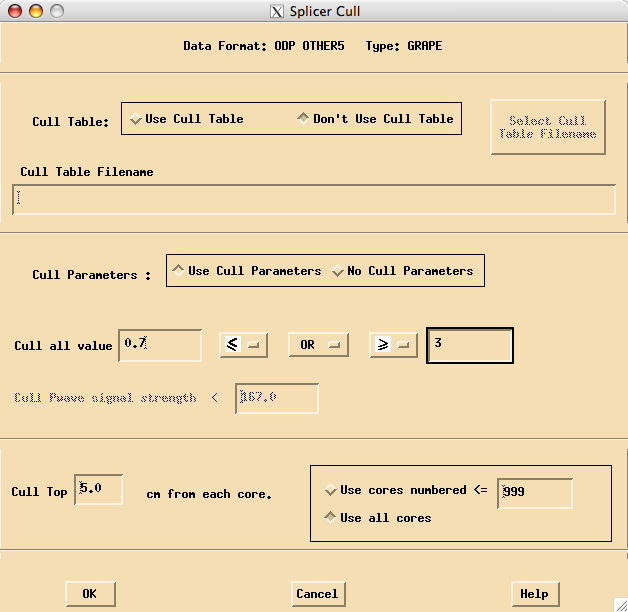 Splicer Cull
Data Format: ODP OTHER5 Type: GRAPE
Cull Table: Use Cull Table Don't Use Cull Table
Select Cull
Table Filename
Cull Table Filename
Cull Parameters : Use Cull Parameters No Cull Parameters
Cull all value 0.7 ≤ OR ≥ 3
Cull Pwave signal strength < 167.0
Cull Top 5.0 cm from each core.
Use cores numbered <= 999
Use all cores
OK Cancel Help